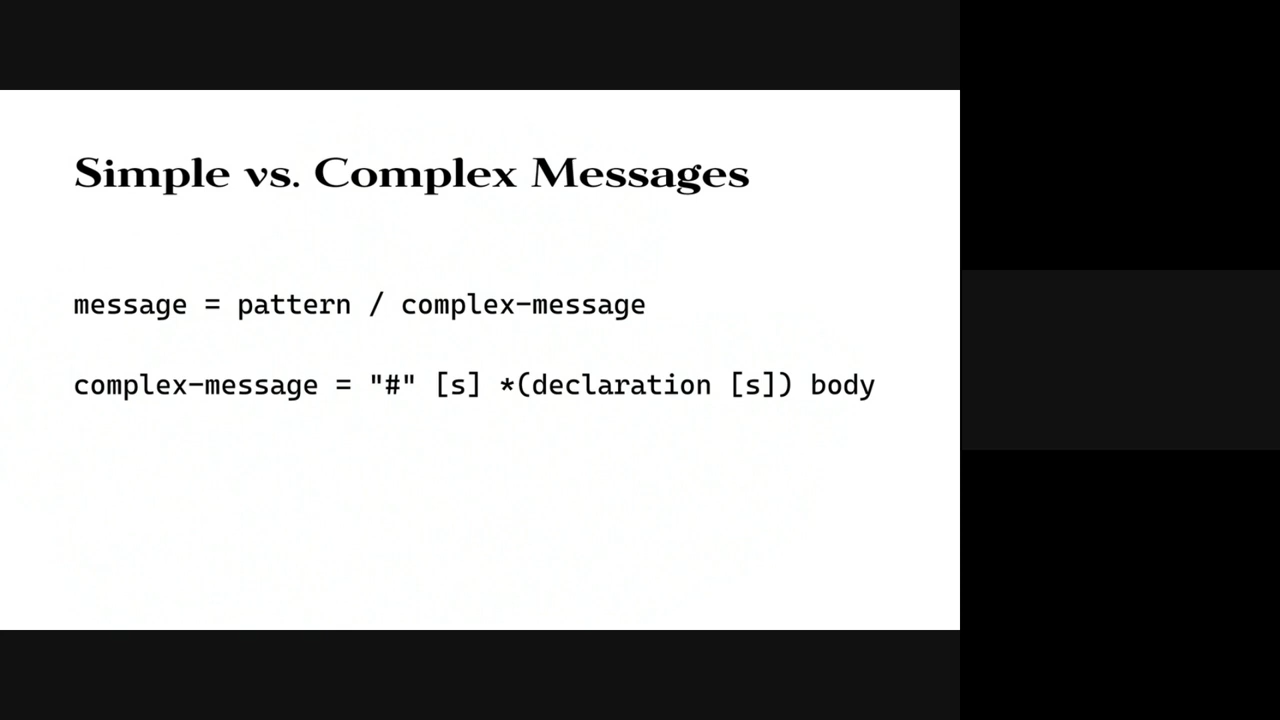 Simple vs. Complex Messages
message = pattern / complex-message
complex-message = "#" [s] *(declaration [s]) body